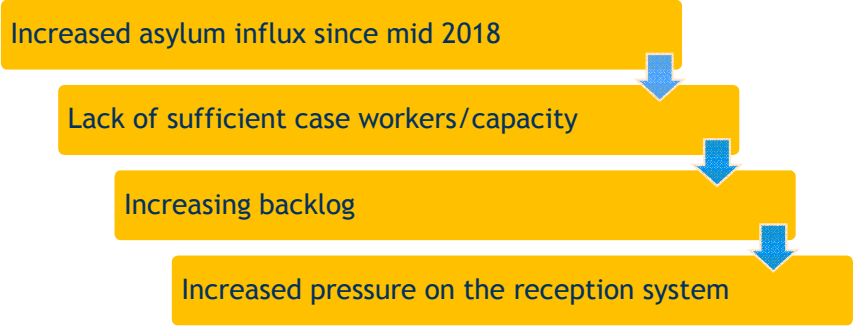 Increased asylum influx since mid 2018
Lack of sufficient case workers/capacity
Increasing backlog
Increased pressure on the reception system